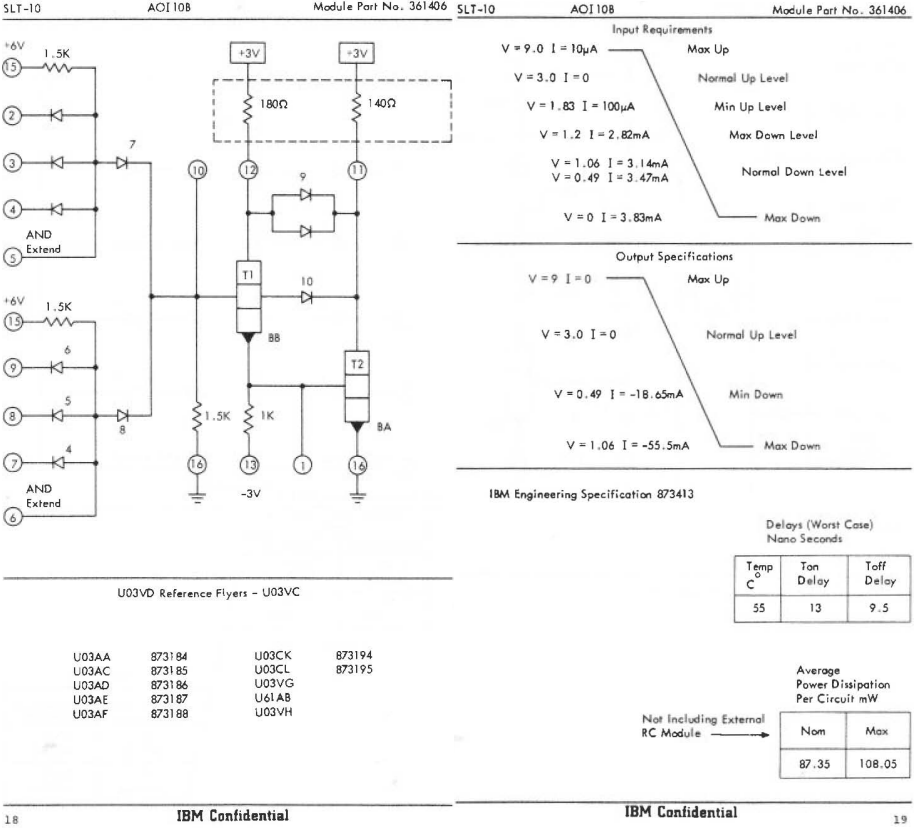 SLT-10 AOI10B Module Part No. 361406
+6V
1.5K
15
2
3
4
AND
Extend
5
7
+3V
+3V
180Ω
140Ω
10
12
11
9
T1
10
BB
+6V
1.5K
15
9
6
8
5
8
7
4
AND
Extend
6
T2
BA
1.5K
1K
16
13
1
16
-3V
U03VD Reference Flyers - U03VC
U03AA 873184 U03CK 873194
U03AC 873185 U03CL 873195
U03AD 873186 U03VG
U03AE 873187 U61AB
U03AF 873188 U03VH
18 IBM Confidential
SLT-10 AOI10B Module Part No. 361406
Input Requirements
V = 9.0 I = 10μA Max Up
V = 3.0 I = 0 Normal Up Level
V = 1.83 I = 100μA Min Up Level
V = 1.2 I = 2.82mA Max Down Level
V = 1.06 I = 3.14mA
V = 0.49 I = 3.47mA
Normal Down Level
V = 0 I = 3.83mA Max Down
Output Specifications
V = 9 I = 0 Max Up
V = 3.0 I = 0 Normal Up Level
V = 0.49 I = -18.65mA Min Down
V = 1.06 I = -55.5mA Max Down
IBM Engineering Specification 873413
Delays (Worst Case)
Nano Seconds
Temp C° Ton Delay Toff Delay
55 13 9.5
Average
Power Dissipation
Per Circuit mW
Not Including External
RC Module
Nom Max
87.35 108.05
IBM Confidential 19